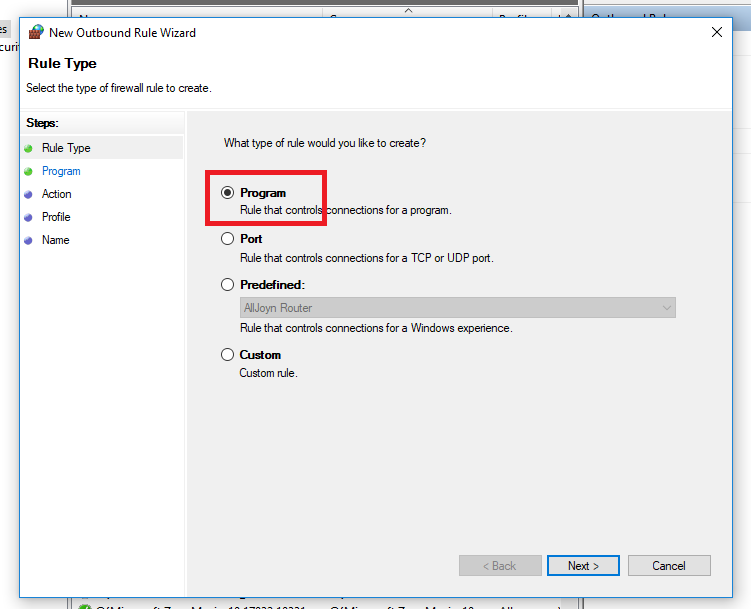 New Outbound Rule Wizard
Rule Type
Select the type of firewall rule to create.
Steps:
Rule Type
Program
Action
Profile
Name
What type of rule would you like to create?
Program
Rule that controls connections for a program.
Port
Rule that controls connections for a TCP or UDP port.
Predefined:
AllJoyn Router
Rule that controls connections for a Windows experience.
Custom
Custom rule.
< Back
Next >
Cancel